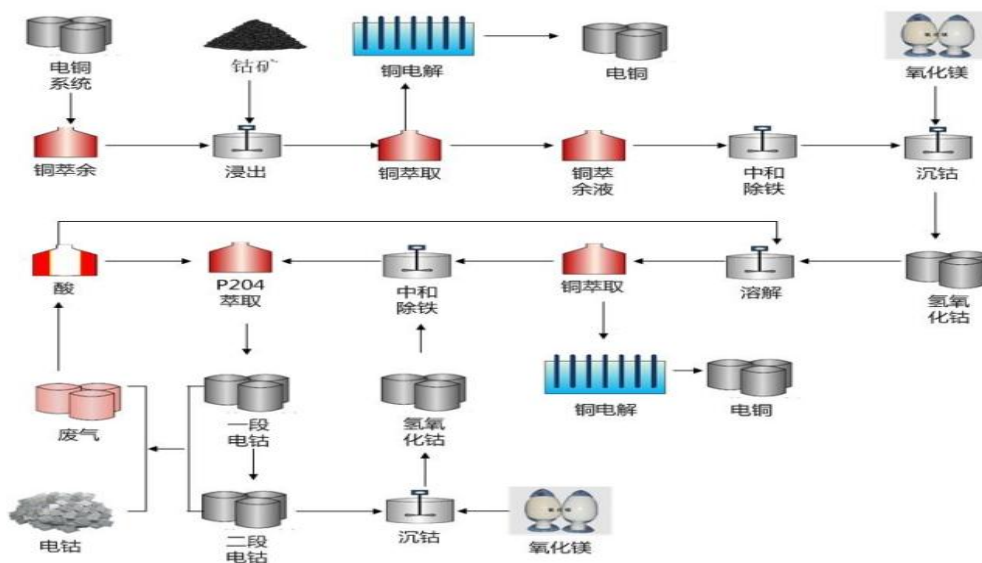 电铜
系统
钴矿
铜电解
电铜
氧化镁
铜萃余
浸出
铜萃取
铜萃
余液
中和
除铁
沉钴
酸
P204
萃取
中和
除铁
铜萃取
溶解
氢氧
化钴
废气
一段
电钴
氢氧
化钴
铜电解
电铜
电钴
二段
电钴
沉钴
氧化镁